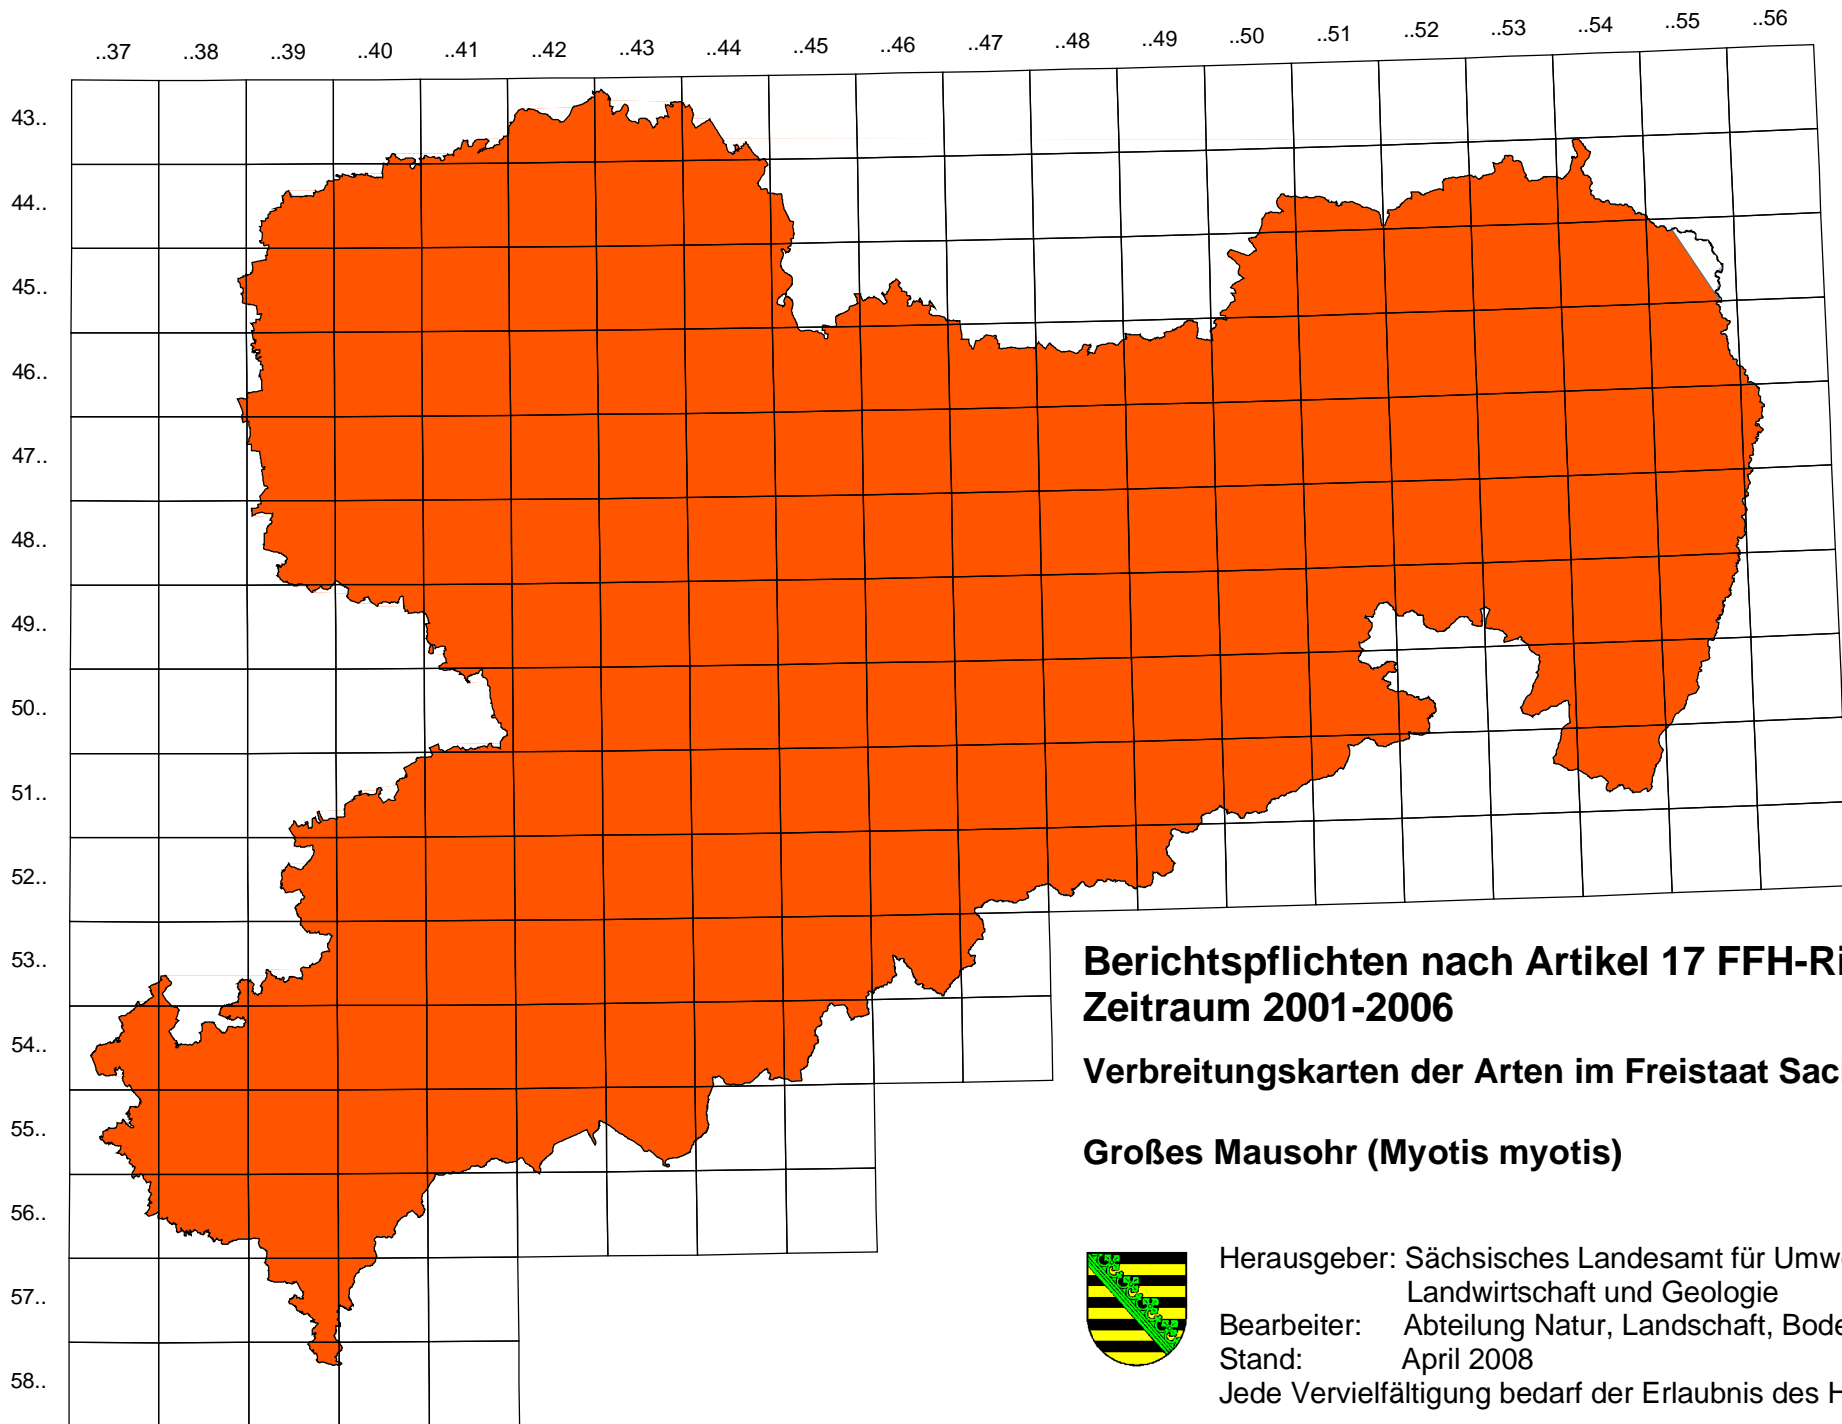 ..37 ..38 ..39 ..40 ..41 ..42 ..43 ..44 ..45 ..46 ..47 ..48 ..49 ..50 ..51 ..52 ..53 ..54 ..55 ..56
43..
44..
45..
46..
47..
48..
49..
50..
51..
52..
53..
54..
55..
56..
57..
58..
Berichtspflichten nach Artikel 17 FFH-Ri
Zeitraum 2001-2006
Verbreitungskarten der Arten im Freistaat Sac
Großes Mausohr (Myotis myotis)
Herausgeber: Sächsisches Landesamt für Umwe
Landwirtschaft und Geologie
Bearbeiter: Abteilung Natur, Landschaft, Bode
Stand: April 2008
Jede Vervielfältigung bedarf der Erlaubnis des H